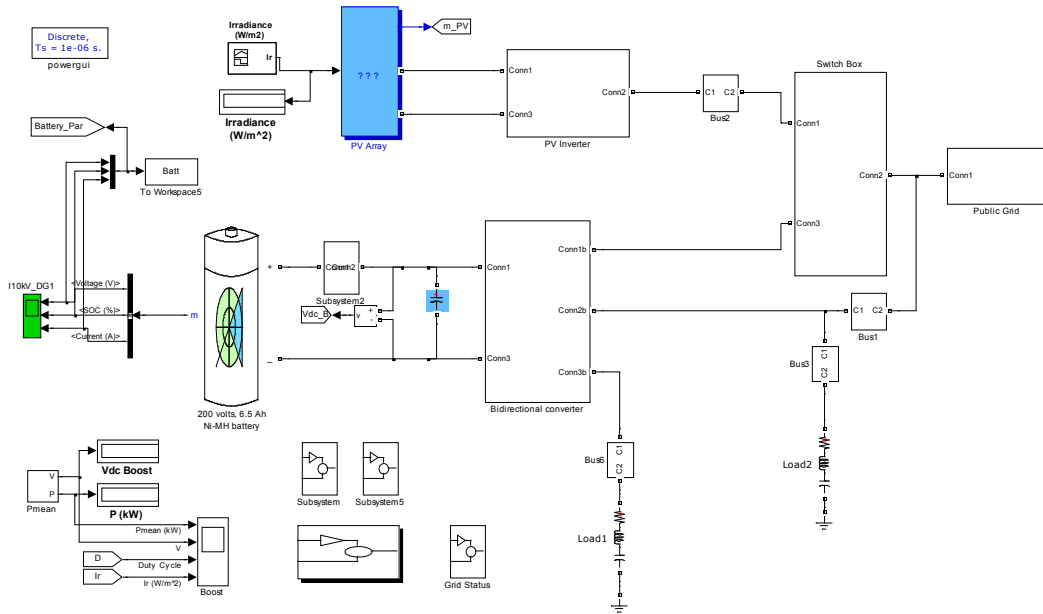 Discrete,
Ts = 1e-06 s.
powergui
Irradiance
(W/m2)
Ir
Irradiance
(W/m^2)
? ? ?
PV Array
m_PV
Conn1
Conn3
Conn2
PV Inverter
C1 C2
Bus2
Switch Box
Conn1
Conn2
Conn3
Conn1
Public Grid
Battery_Par
Batt
To Workspace5
I10kV_DG1
<Voltage (V)>
<SOC (%)>
<Current (A)>
m
+
_
200 volts, 6.5 Ah
Ni-MH battery
Subsystem2
Vdc_B
v
+
-
Conn1
Conn3
Conn1b
Conn2b
Conn3b
Bidirectional converter
C1 C2
Bus1
Bus3
C1
C2
Load2
Bus6
C1
C2
Load1
Vdc Boost
V
P
Pmean
P (kW)
Pmean (kW)
V
D
Duty Cycle
Ir
Ir (W/m^2)
Boost
Subsystem
Subsystem5
Grid Status